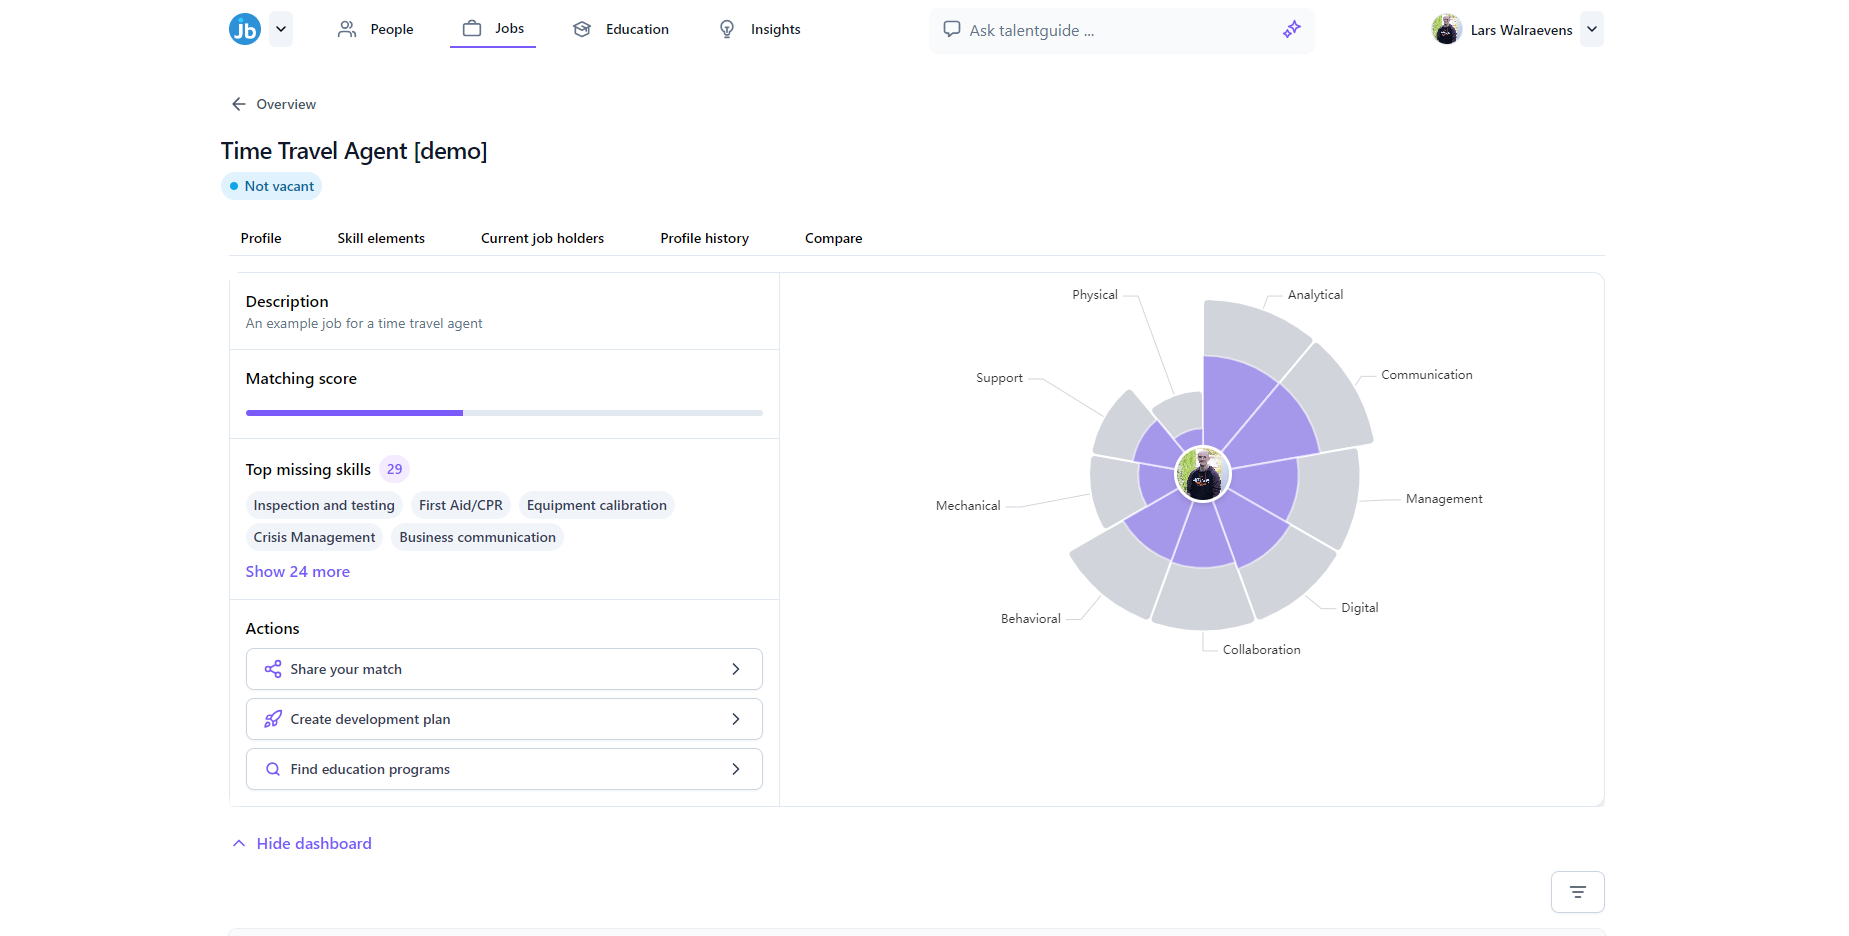 jb
People
Jobs
Education
Insights
Ask talentguide ...
Lars Walraevens
Overview
Time Travel Agent [demo]
Not vacant
Profile
Skill elements
Current job holders
Profile history
Compare
Description
An example job for a time travel agent
Matching score
Top missing skills 29
Inspection and testing
First Aid/CPR
Equipment calibration
Crisis Management
Business communication
Show 24 more
Actions
Share your match
Create development plan
Find education programs
Physical
Analytical
Support
Communication
Mechanical
Management
Behavioral
Digital
Collaboration
Hide dashboard